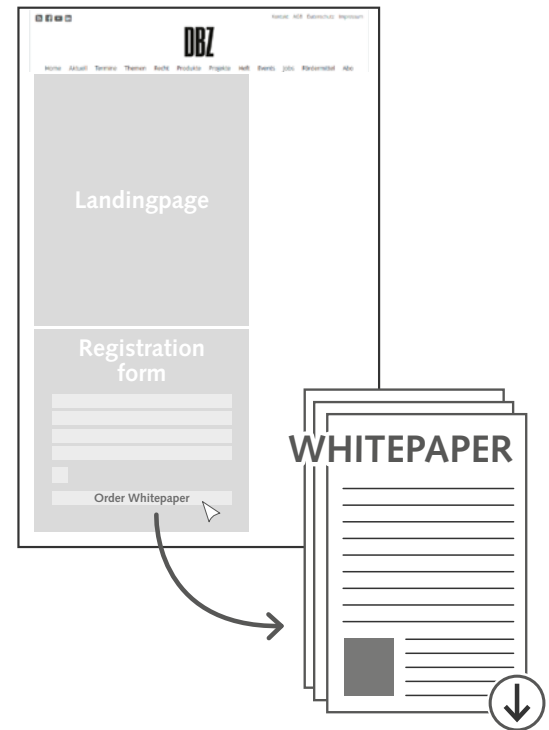 Kontakt AGB Datenschutz Impressum
DBZ
Home Aktuell Termine Themen Recht Produkte Projekte Heft Events Jobs Fördermittel Abo
Landingpage
Registration
form
Order Whitepaper
WHITEPAPER